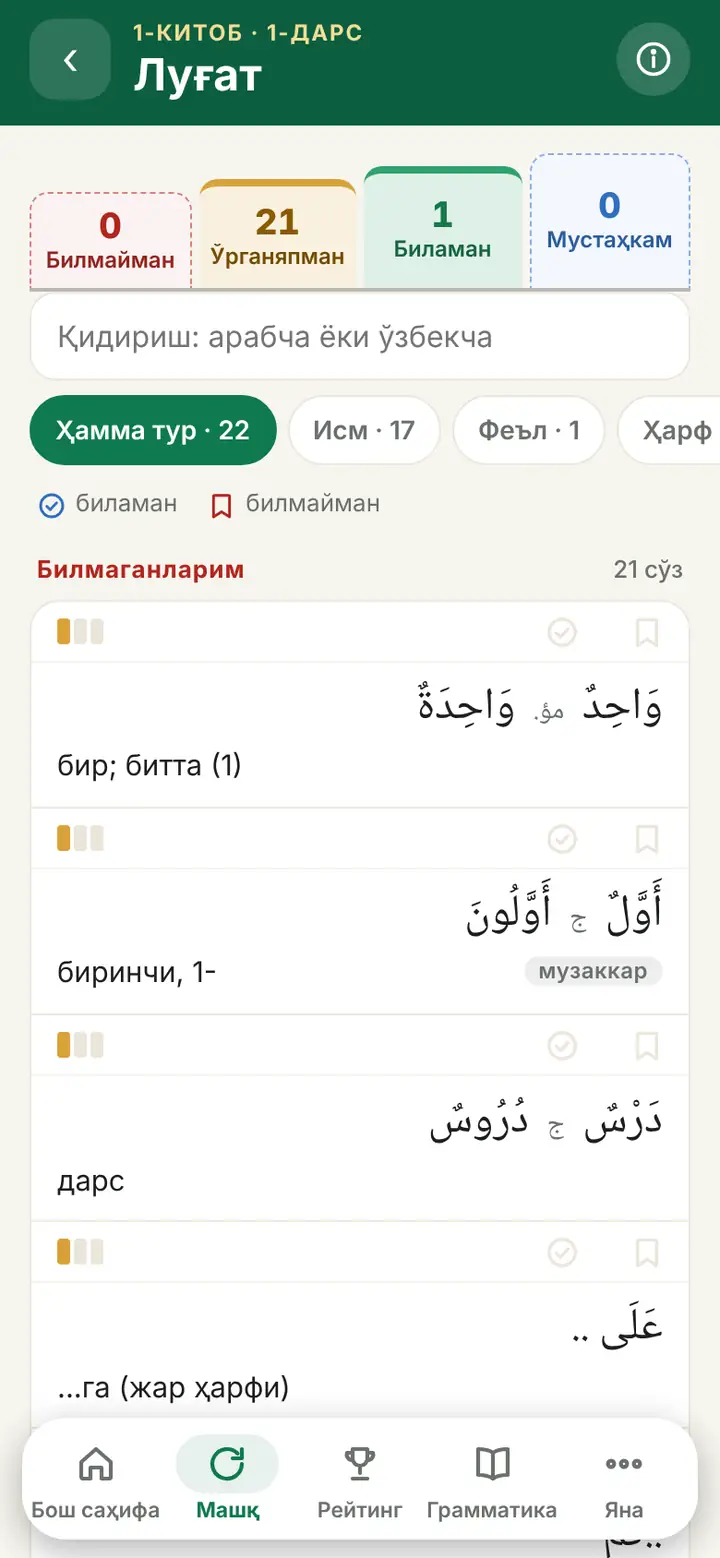 1-КИТОБ · 1-ДАРС
Луғат
0
Билмайман
21
Ўрганяпман
1
Биламан
0
Мустаҳкам
Қидириш: арабча ёки ўзбекча
Ҳамма тур · 22
Исм · 17
Феъл · 1
Ҳарф
биламан
билмайман
Билмаганларим
21 сўз
وَاحِدٌ مؤ. وَاحِدَةٌ
бир; битта (1)
أَوَّلٌ ج أَوَّلُونَ
биринчи, 1-
музаккар
دَرْسٌ ج دُرُوسٌ
дарс
عَلَى ..
...га (жар ҳарфи)
Бош саҳифа
Машқ
Рейтинг
Грамматика
Яна